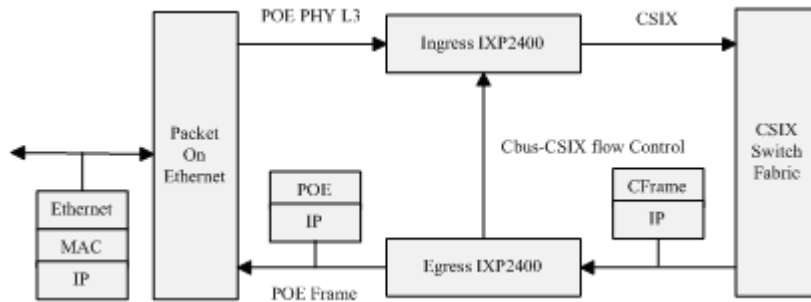 POE PHY L3
CSIX
Ingress IXP2400
Packet
On
Ethernet
CSIX
Switch
Fabric
Cbus-CSIX flow Control
Ethernet
MAC
IP
POE
IP
CFrame
IP
Egress IXP2400
POE Frame